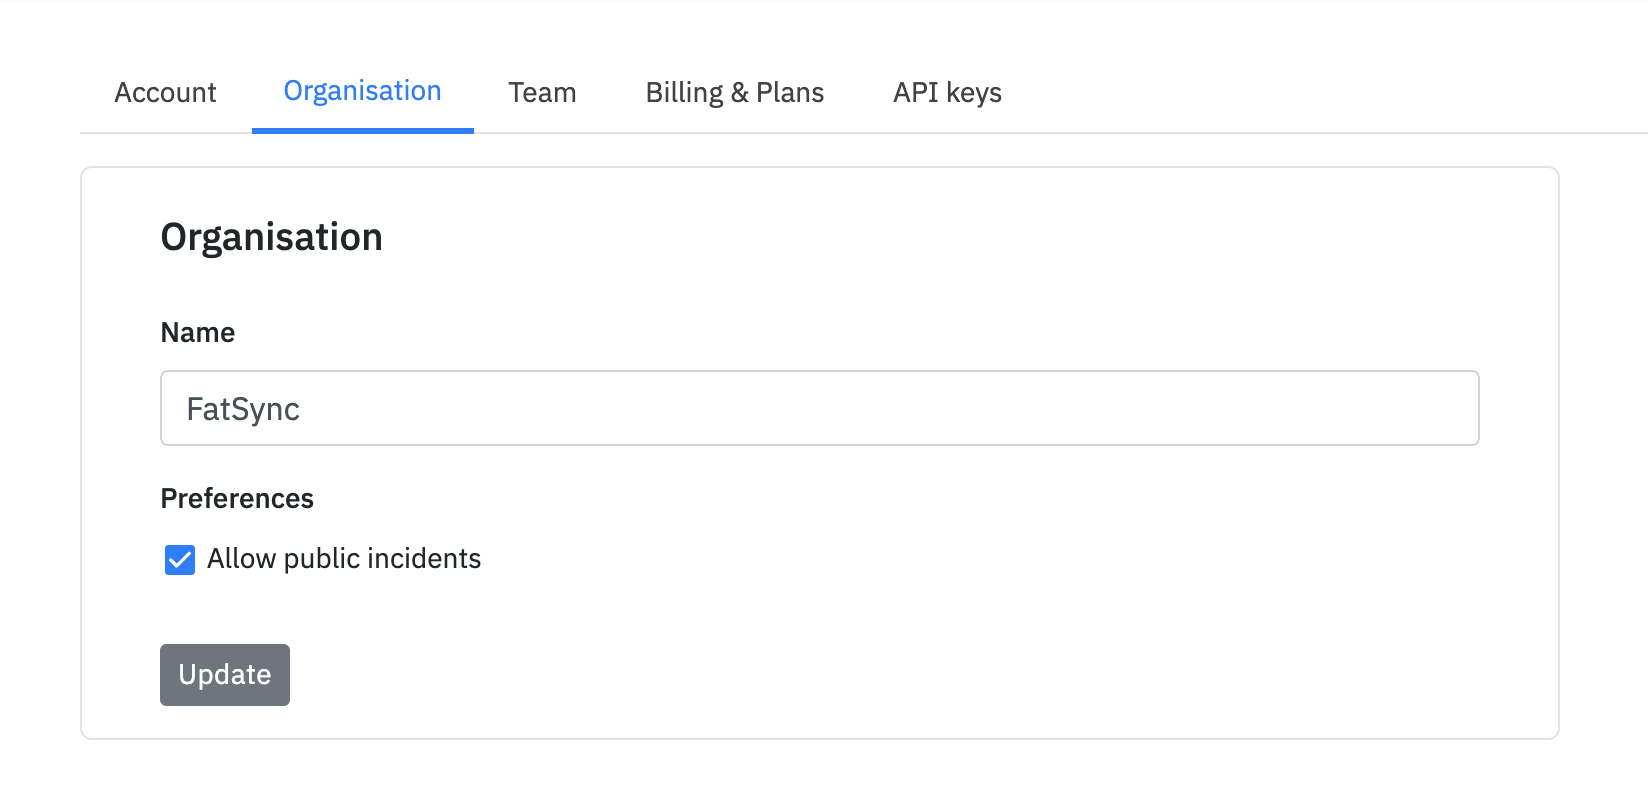 Account Organisation Team Billing & Plans API keys
Organisation
Name
FatSync
Preferences
Allow public incidents
Update